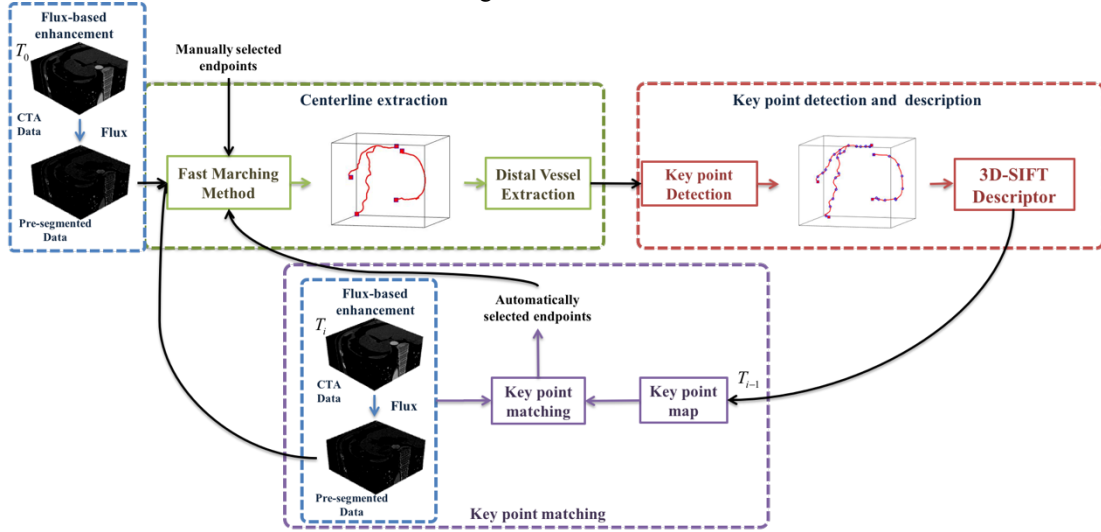 Flux-based
enhancement
T0
CTA
Data
Flux
Pre-segmented
Data
Manually selected
endpoints
Centerline extraction
Fast Marching
Method
Distal Vessel
Extraction
Key point detection and description
Key point
Detection
3D-SIFT
Descriptor
Flux-based
enhancement
Ti
CTA
Data
Flux
Pre-segmented
Data
Automatically
selected endpoints
Key point
matching
Key point
map
Ti−1
Key point matching